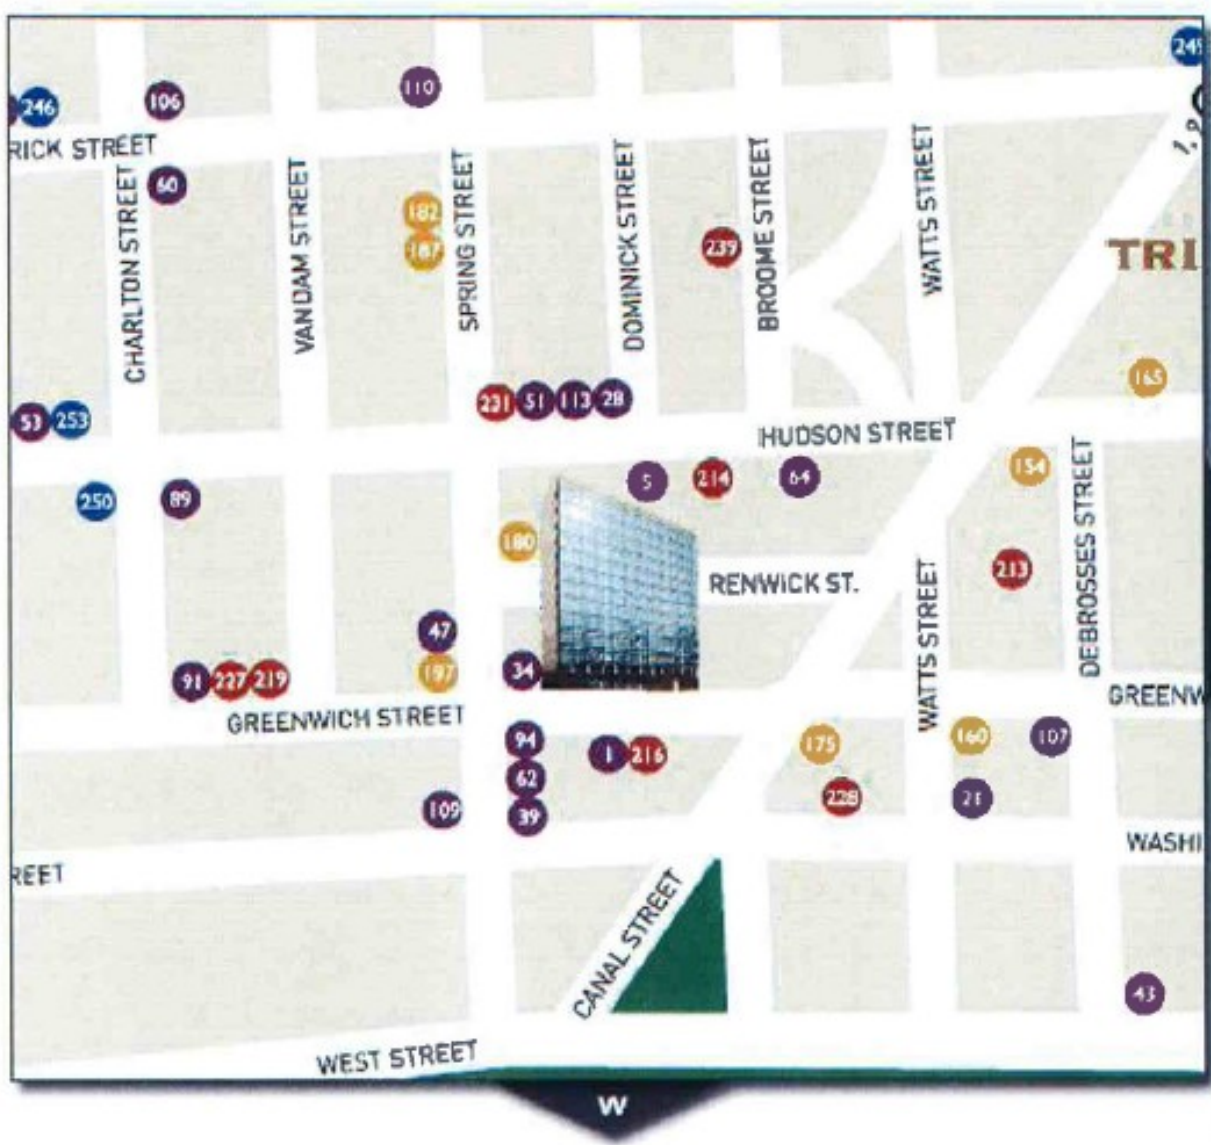 245
246
106
110
RICK STREET
60
CHARLTON STREET
VANDAM STREET
SPRING STREET
DOMINICK STREET
BROOME STREET
WATTS STREET
182
187
239
TRI
165
231 51 113 28
53 253
HUDSON STREET
250
89
5
214
64
154
DEBROSSES STREET
180
213
RENWICK ST.
WATTS STREET
47
34
197
91 227 219
GREENWICH STREET
GREENW
94
1 216
175
160
107
62
109
39
228
21
REET
WASHI
CANAL STREET
43
WEST STREET
W